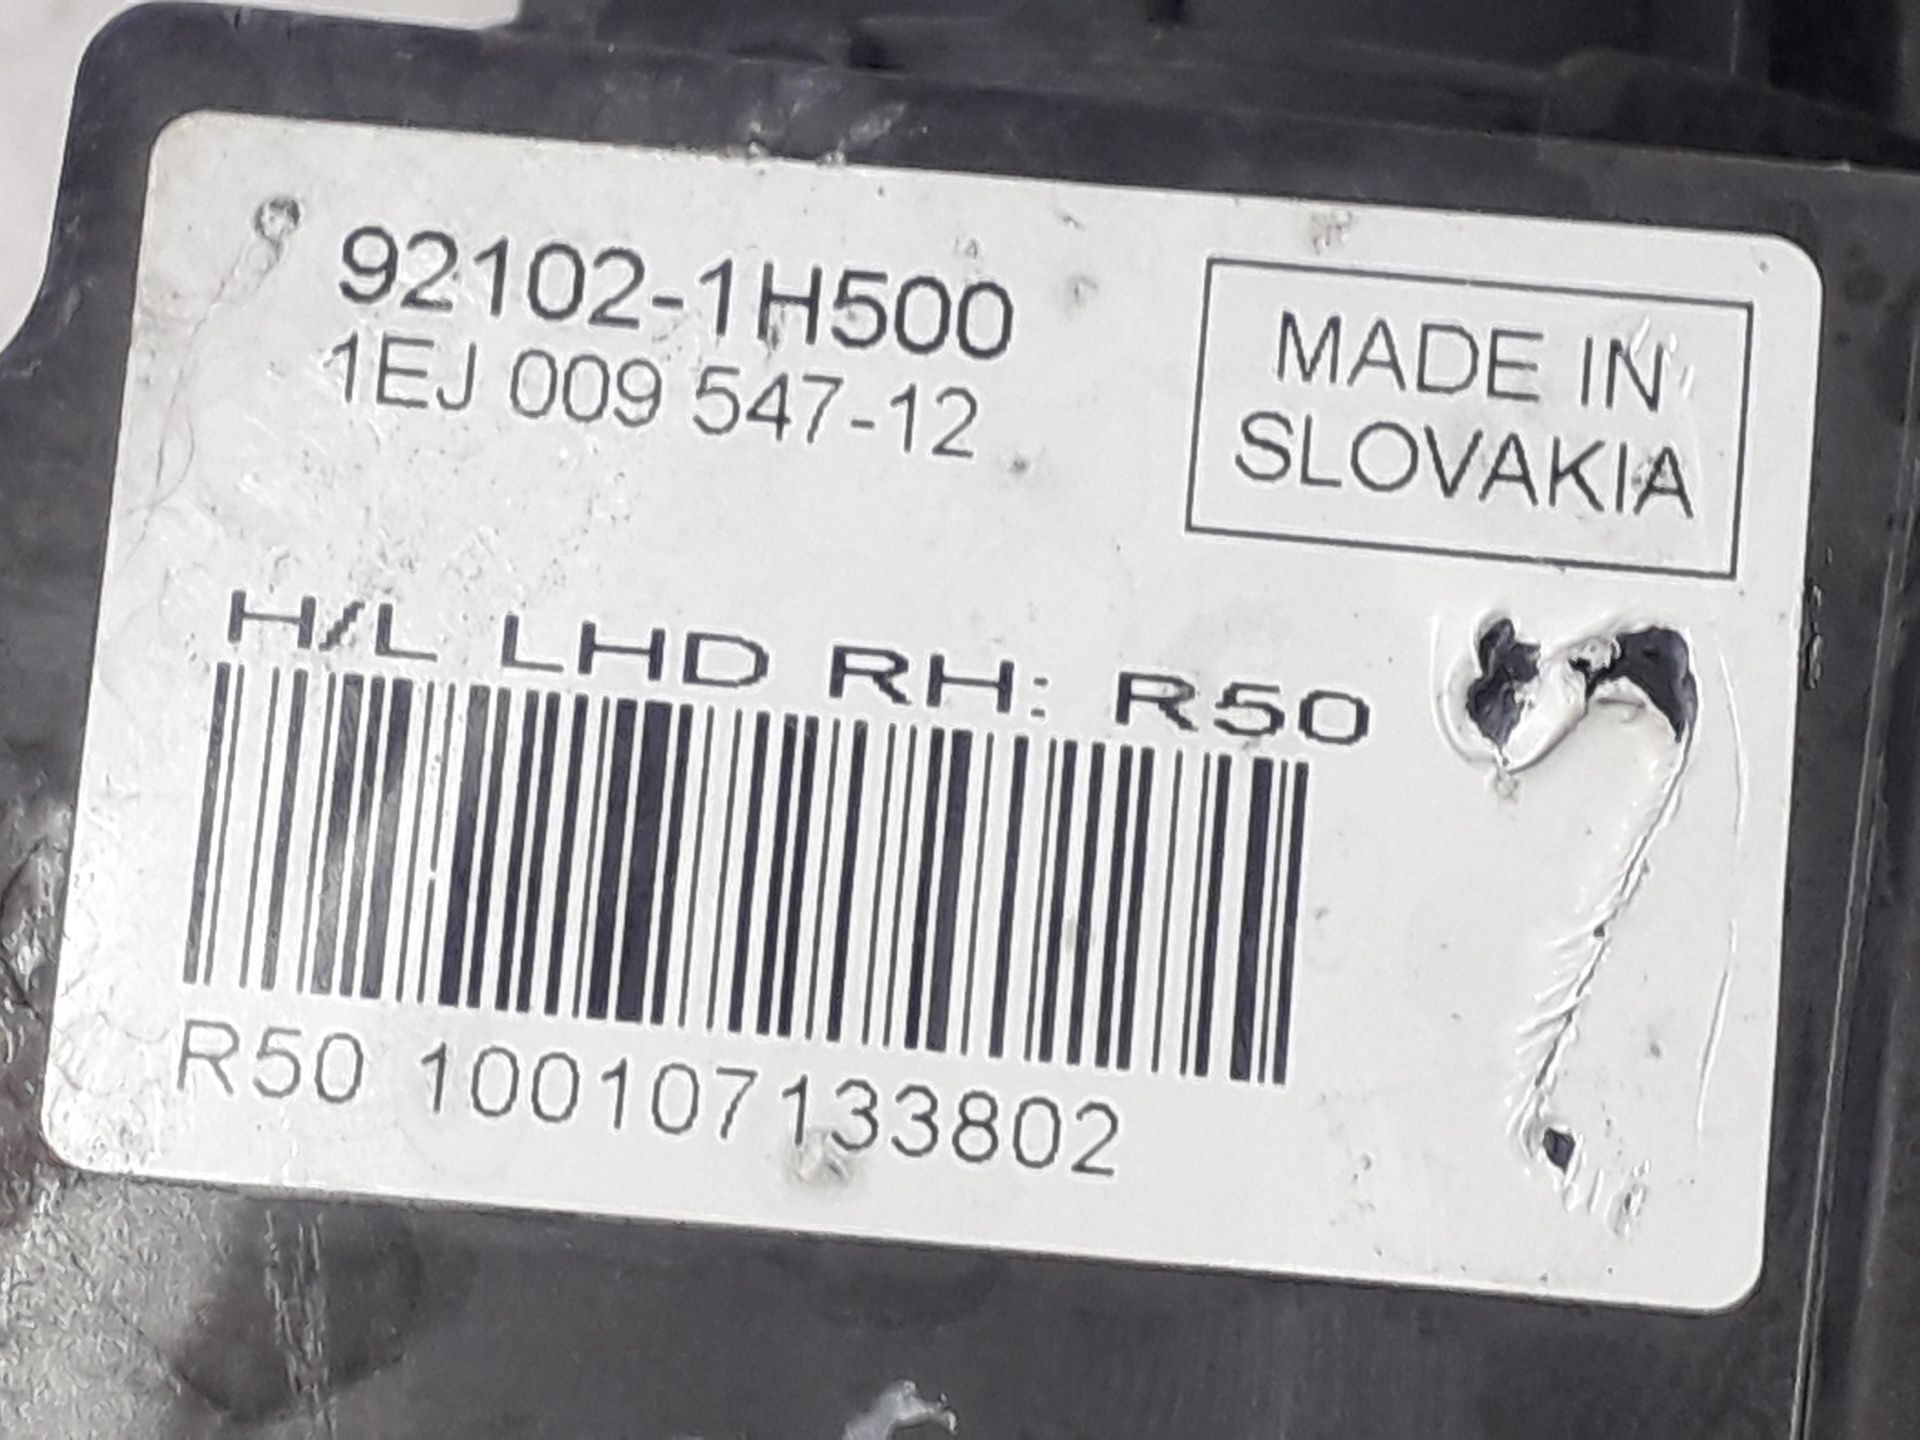 92102-1H500
1EJ 009 547-12
MADE IN
SLOVAKIA
H/L LHD RH: R50
R50 100107133802